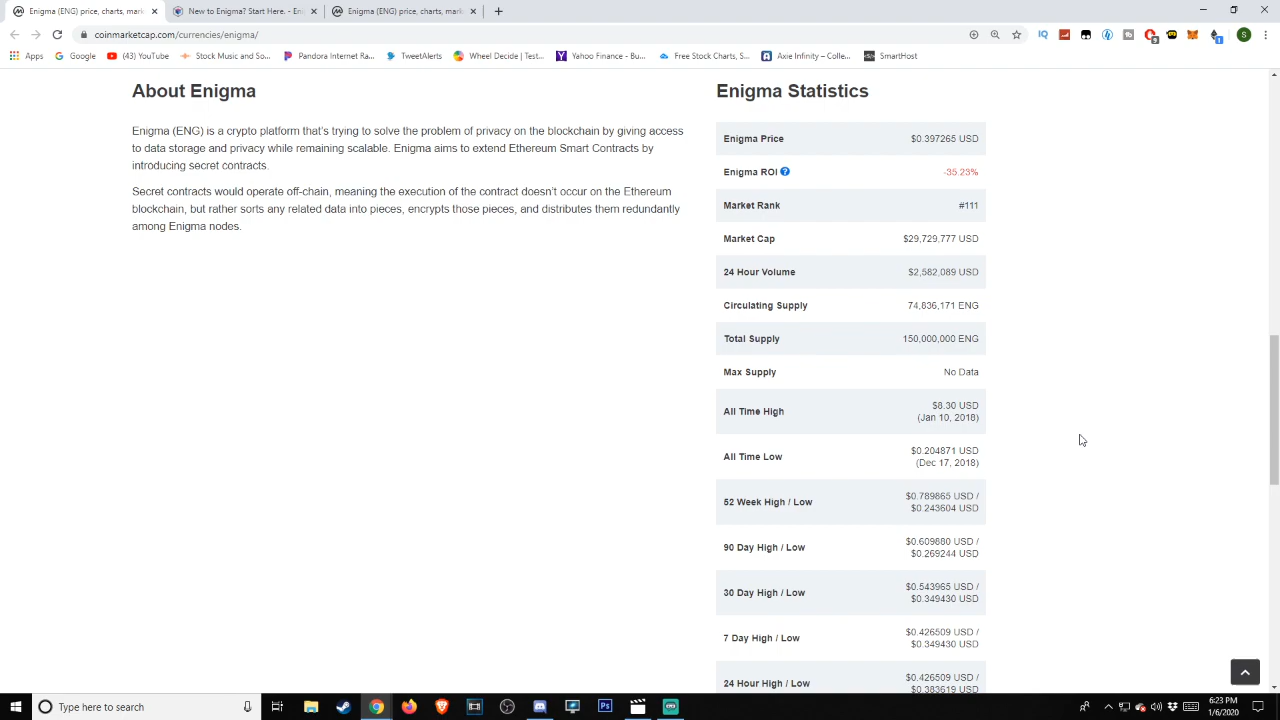 Enigma (ENG) price, charts, mark
New to Enigma? Start Here. - Eni
Enigma (ENG) price, charts, mark
coinmarketcap.com/currencies/enigma/
Apps
Google
(43) YouTube
Stock Music and So...
Pandora Internet Ra...
TweetAlerts
Wheel Decide | Test...
Yahoo Finance - Bu...
Free Stock Charts, S...
Axie Infinity – Colle...
SmartHost
About Enigma
Enigma (ENG) is a crypto platform that’s trying to solve the problem of privacy on the blockchain by giving access
to data storage and privacy while remaining scalable. Enigma aims to extend Ethereum Smart Contracts by
introducing secret contracts.
Secret contracts would operate off-chain, meaning the execution of the contract doesn’t occur on the Ethereum
blockchain, but rather sorts any related data into pieces, encrypts those pieces, and distributes them redundantly
among Enigma nodes.
Enigma Statistics
Enigma Price $0.397265 USD
Enigma ROI ? -35.23%
Market Rank #111
Market Cap $29,729,777 USD
24 Hour Volume $2,582,089 USD
Circulating Supply 74,836,171 ENG
Total Supply 150,000,000 ENG
Max Supply No Data
All Time High $8.30 USD
(Jan 10, 2018)
All Time Low $0.204871 USD
(Dec 17, 2018)
52 Week High / Low $0.789865 USD /
$0.243604 USD
90 Day High / Low $0.609880 USD /
$0.269244 USD
30 Day High / Low $0.543965 USD /
$0.349430 USD
7 Day High / Low $0.426509 USD /
$0.349430 USD
24 Hour High / Low $0.426509 USD /
$0.383619 USD
Type here to search
6:23 PM
1/6/2020